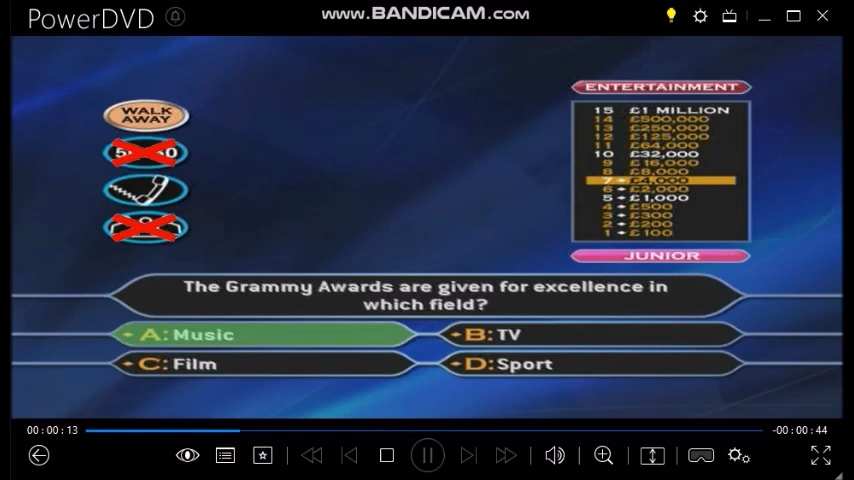 PowerDVD
www.BANDICAM.com
WALK
AWAY
ENTERTAINMENT
15 £1 MILLION
14 £500,000
13 £250,000
12 £125,000
11 £64,000
10 £32,000
9 £16,000
8 £8,000
7 £4,000
6 £2,000
5 £1,000
4 £500
3 £300
2 £200
1 £100
JUNIOR
The Grammy Awards are given for excellence in
which field?
A: Music
B: TV
C: Film
D: Sport
00:00:13
-00:00:44